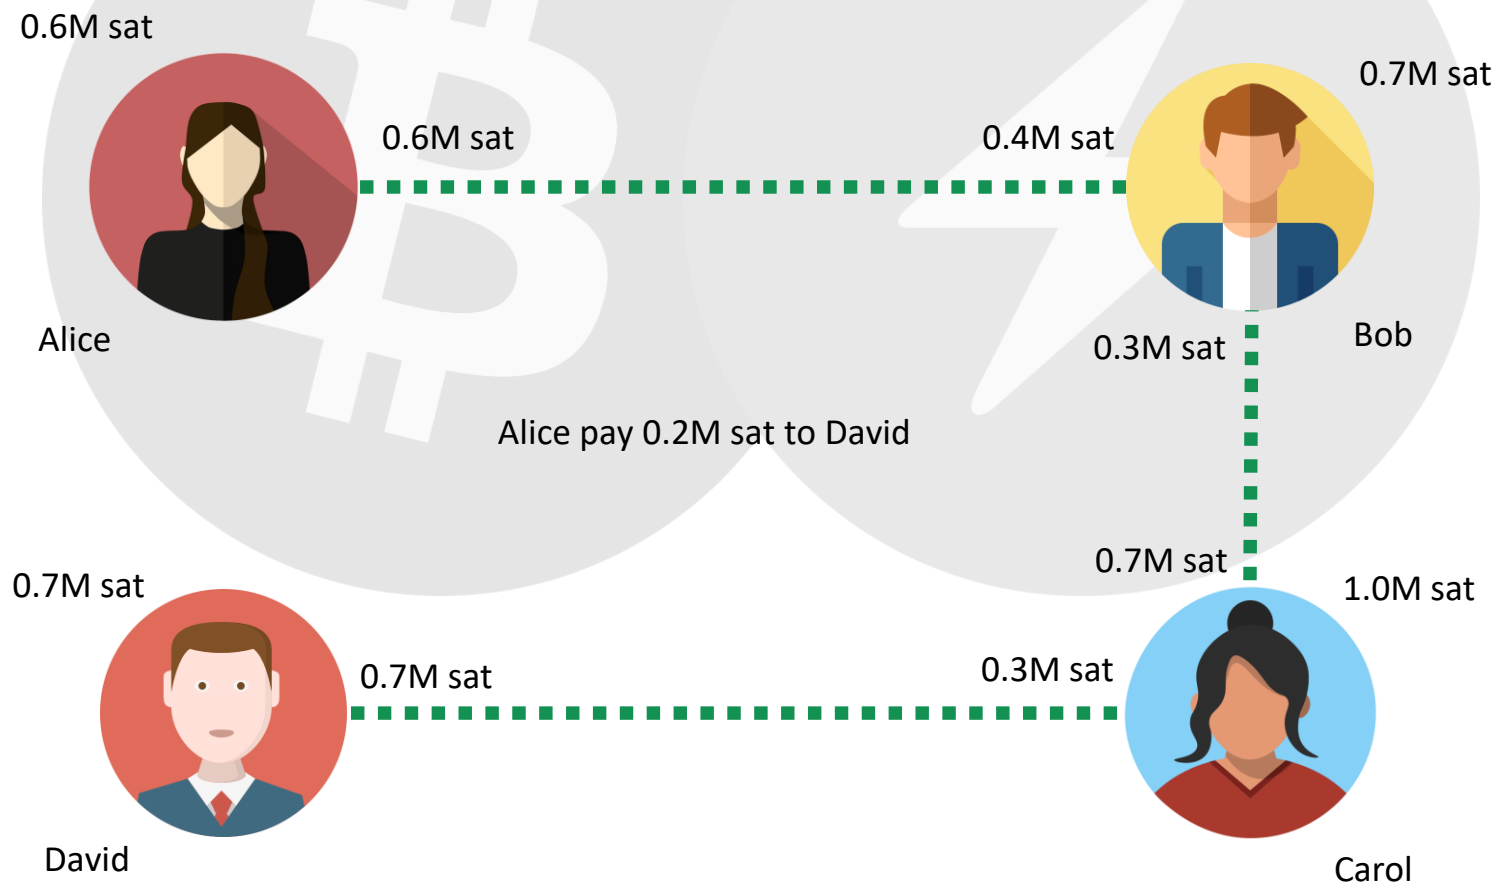 0.6M sat
0.7M sat
0.6M sat
0.4M sat
Alice
Bob
0.3M sat
Alice pay 0.2M sat to David
0.7M sat
0.7M sat
1.0M sat
0.7M sat
0.3M sat
David
Carol